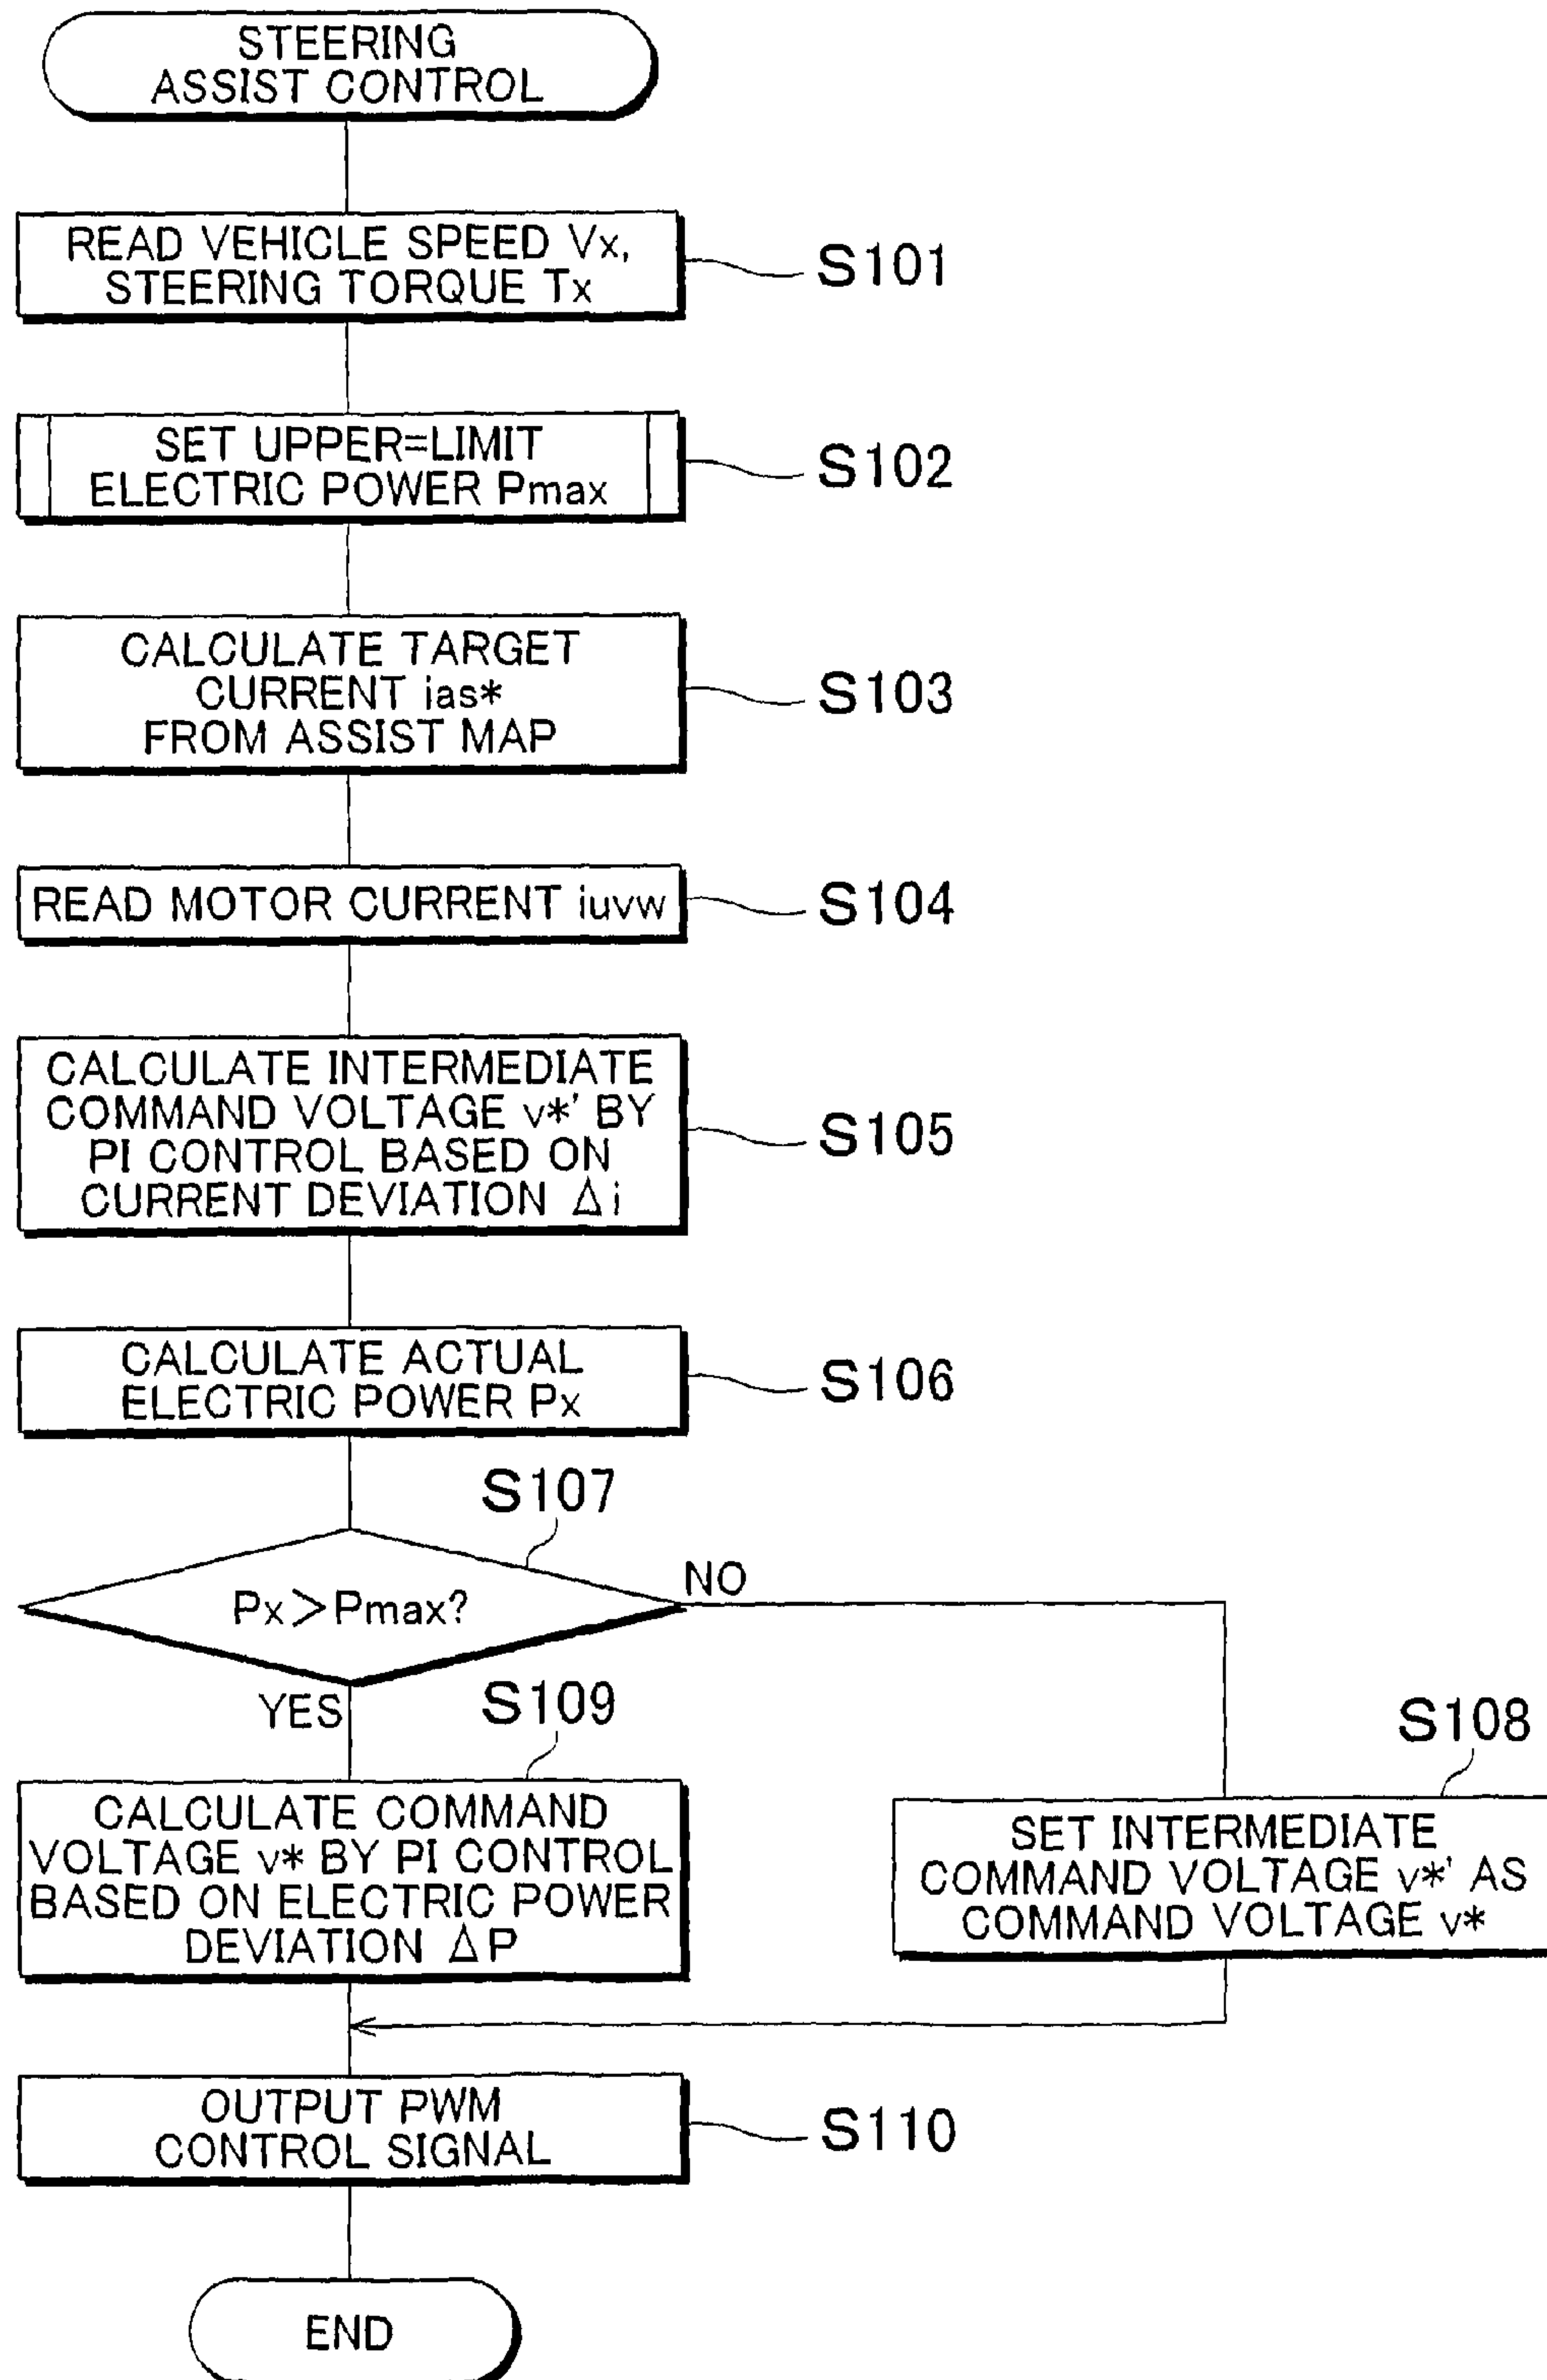 STEERING
ASSIST CONTROL
READ VEHICLE SPEED Vx,
STEERING TORQUE Tx
S101
SET UPPER=LIMIT
ELECTRIC POWER Pmax
S102
CALCULATE TARGET
CURRENT ias*
FROM ASSIST MAP
S103
READ MOTOR CURRENT iuvw
S104
CALCULATE INTERMEDIATE
COMMAND VOLTAGE v*' BY
PI CONTROL BASED ON
CURRENT DEVIATION Δi
S105
CALCULATE ACTUAL
ELECTRIC POWER Px
S106
S107
Px>Pmax?
NO
YES
S109
CALCULATE COMMAND
VOLTAGE v* BY PI CONTROL
BASED ON ELECTRIC POWER
DEVIATION ΔP
S108
SET INTERMEDIATE
COMMAND VOLTAGE v*' AS
COMMAND VOLTAGE v*
OUTPUT PWM
CONTROL SIGNAL
S110
END